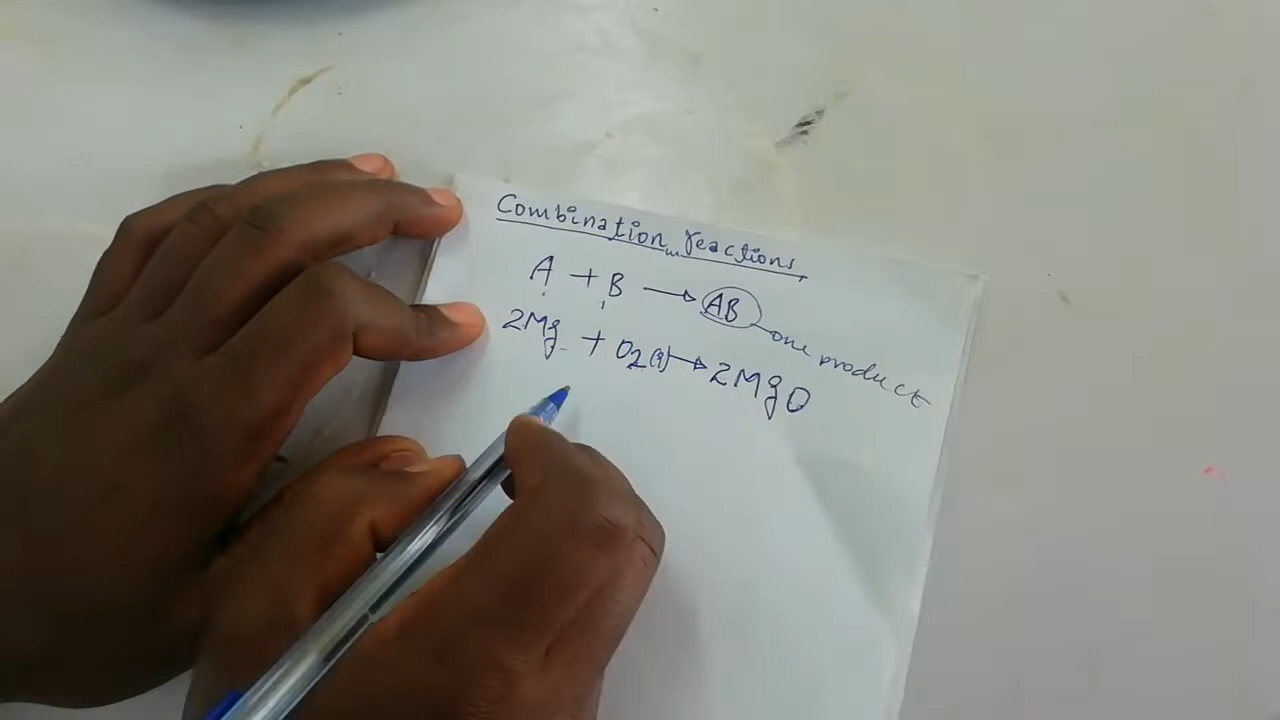 Combination reactions
A + B → AB one product
2Mg + O2(g) → 2MgO